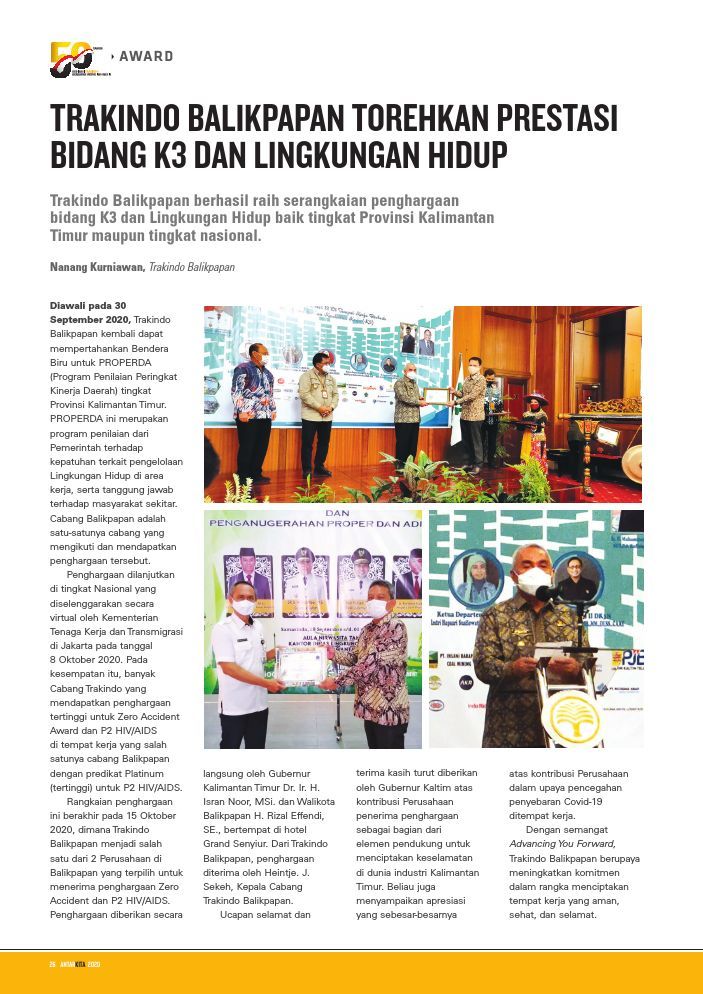 50
TAHUN
AWARD
TRAKINDO BALIKPAPAN TOREHKAN PRESTASI
BIDANG K3 DAN LINGKUNGAN HIDUP
Trakindo Balikpapan berhasil raih serangkaian penghargaan
bidang K3 dan Lingkungan Hidup baik tingkat Provinsi Kalimantan
Timur maupun tingkat nasional.
Nanang Kurniawan, Trakindo Balikpapan
Diawali pada 30
September 2020, Trakindo
Balikpapan kembali dapat
mempertahankan Bendera
Biru untuk PROPERDA
(Program Penilaian Peringkat
Kinerja Daerah) tingkat
Provinsi Kalimantan Timur.
PROPERDA ini merupakan
program penilaian dari
Pemerintah terhadap
kepatuhan terkait pengelolaan
Lingkungan Hidup di area
kerja, serta tanggung jawab
terhadap masyarakat sekitar.
Cabang Balikpapan adalah
satu-satunya cabang yang
mengikuti dan mendapatkan
penghargaan tersebut.
Penghargaan dilanjutkan
di tingkat Nasional yang
diselenggarakan secara
virtual oleh Kementerian
Tenaga Kerja dan Transmigrasi
di Jakarta pada tanggal
8 Oktober 2020. Pada
kesempatan itu, banyak
Cabang Trakindo yang
mendapatkan penghargaan
tertinggi untuk Zero Accident
Award dan P2 HIV/AIDS
di tempat kerja yang salah
satunya cabang Balikpapan
dengan predikat Platinum
(tertinggi) untuk P2 HIV/AIDS.
Rangkaian penghargaan
ini berakhir pada 15 Oktober
2020, dimana Trakindo
Balikpapan menjadi salah
satu dari 2 Perusahaan di
Balikpapan yang terpilih untuk
menerima penghargaan Zero
Accident dan P2 HIV/AIDS.
Penghargaan diberikan secara
DAN
PENGANUGERAHAN PROPER DAN ADI
AULA NIRWASITA
Ketua Departemen
PT. INSANI BARA
COAL MINING
AKR
PJB
langsung oleh Gubernur
Kalimantan Timur Dr. Ir. H.
Isran Noor, MSi. dan Walikota
Balikpapan H. Rizal Effendi,
SE., bertempat di hotel
Grand Senyiur. Dari Trakindo
Balikpapan, penghargaan
diterima oleh Heintje. J.
Sekeh, Kepala Cabang
Trakindo Balikpapan.
Ucapan selamat dan
terima kasih turut diberikan
oleh Gubernur Kaltim atas
kontribusi Perusahaan
penerima penghargaan
sebagai bagian dari
elemen pendukung untuk
menciptakan keselamatan
di dunia industri Kalimantan
Timur. Beliau juga
menyampaikan apresiasi
yang sebesar-besarnya
atas kontribusi Perusahaan
dalam upaya pencegahan
penyebaran Covid-19
ditempat kerja.
Dengan semangat
Advancing You Forward,
Trakindo Balikpapan berupaya
meningkatkan komitmen
dalam rangka menciptakan
tempat kerja yang aman,
sehat, dan selamat.
26 ANTARKITA 2020